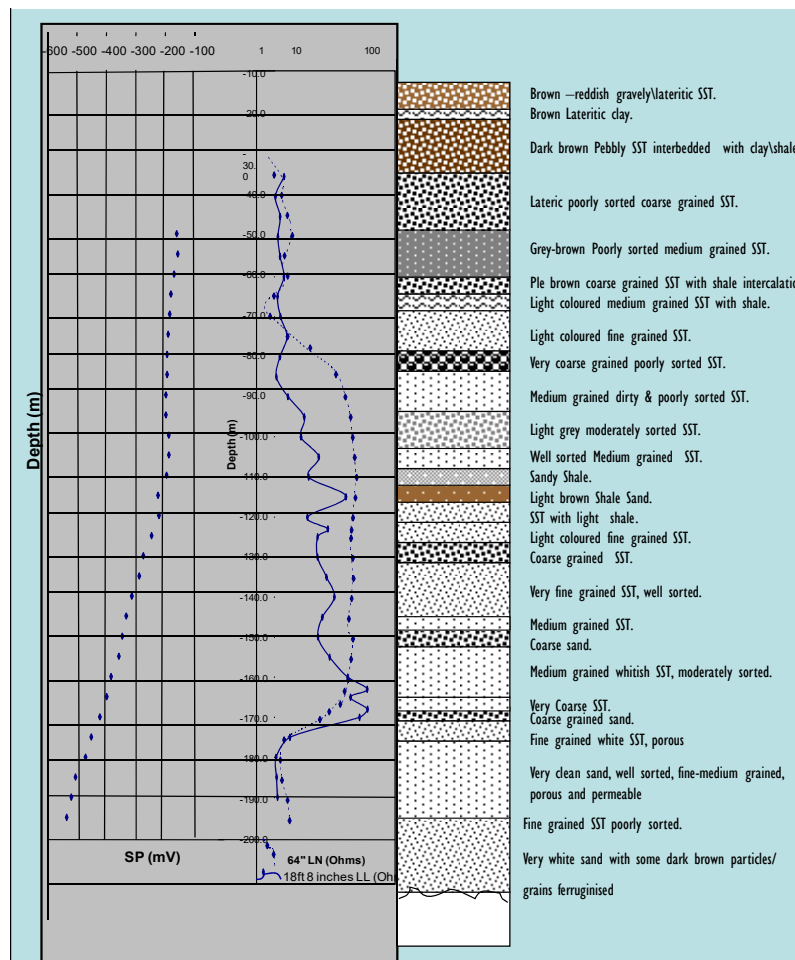 -600 -500 -400 -300 -200 -100
1 10 100
Depth (m)
Depth (m)
-10.0
-20.0
-
30.
0
-40.0
-50.0
-60.0
-70.0
-80.0
-90.0
-100.0
-110.0
-120.0
-130.0
-140.0
-150.0
-160.0
-170.0
-180.0
-190.0
-200.0
SP (mV)
64" LN (Ohms)
18ft 8 inches LL (Oh
Brown –reddish gravely\lateritic SST.
Brown Lateritic clay.
Dark brown Pebbly SST interbedded with clay\shale
Lateric poorly sorted coarse grained SST.
Grey-brown Poorly sorted medium grained SST.
Ple brown coarse grained SST with shale intercalatic
Light coloured medium grained SST with shale.
Light coloured fine grained SST.
Very coarse grained poorly sorted SST.
Medium grained dirty & poorly sorted SST.
Light grey moderately sorted SST.
Well sorted Medium grained SST.
Sandy Shale.
Light brown Shale Sand.
SST with light shale.
Light coloured fine grained SST.
Coarse grained SST.
Very fine grained SST, well sorted.
Medium grained SST.
Coarse sand.
Medium grained whitish SST, moderately sorted.
Very Coarse SST.
Coarse grained sand.
Fine grained white SST, porous
Very clean sand, well sorted, fine-medium grained,
porous and permeable
Fine grained SST poorly sorted.
Very white sand with some dark brown particles/
grains ferruginised